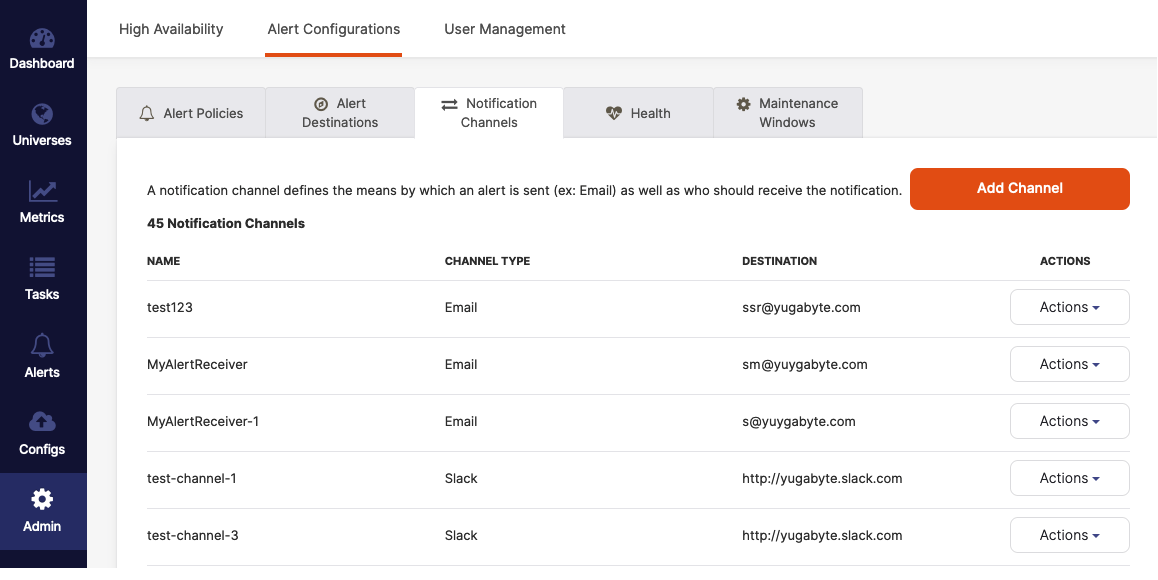 High Availability Alert Configurations User Management
Dashboard
Universes
Metrics
Tasks
Alerts
Configs
Admin
Alert Policies
Alert
Destinations
Notification
Channels
Health
Maintenance
Windows
A notification channel defines the means by which an alert is sent (ex: Email) as well as who should receive the notification.
Add Channel
45 Notification Channels
NAME CHANNEL TYPE DESTINATION ACTIONS
test123 Email ssr@yugabyte.com Actions
MyAlertReceiver Email sm@yuygabyte.com Actions
MyAlertReceiver-1 Email s@yuygabyte.com Actions
test-channel-1 Slack http://yugabyte.slack.com Actions
test-channel-3 Slack http://yugabyte.slack.com Actions